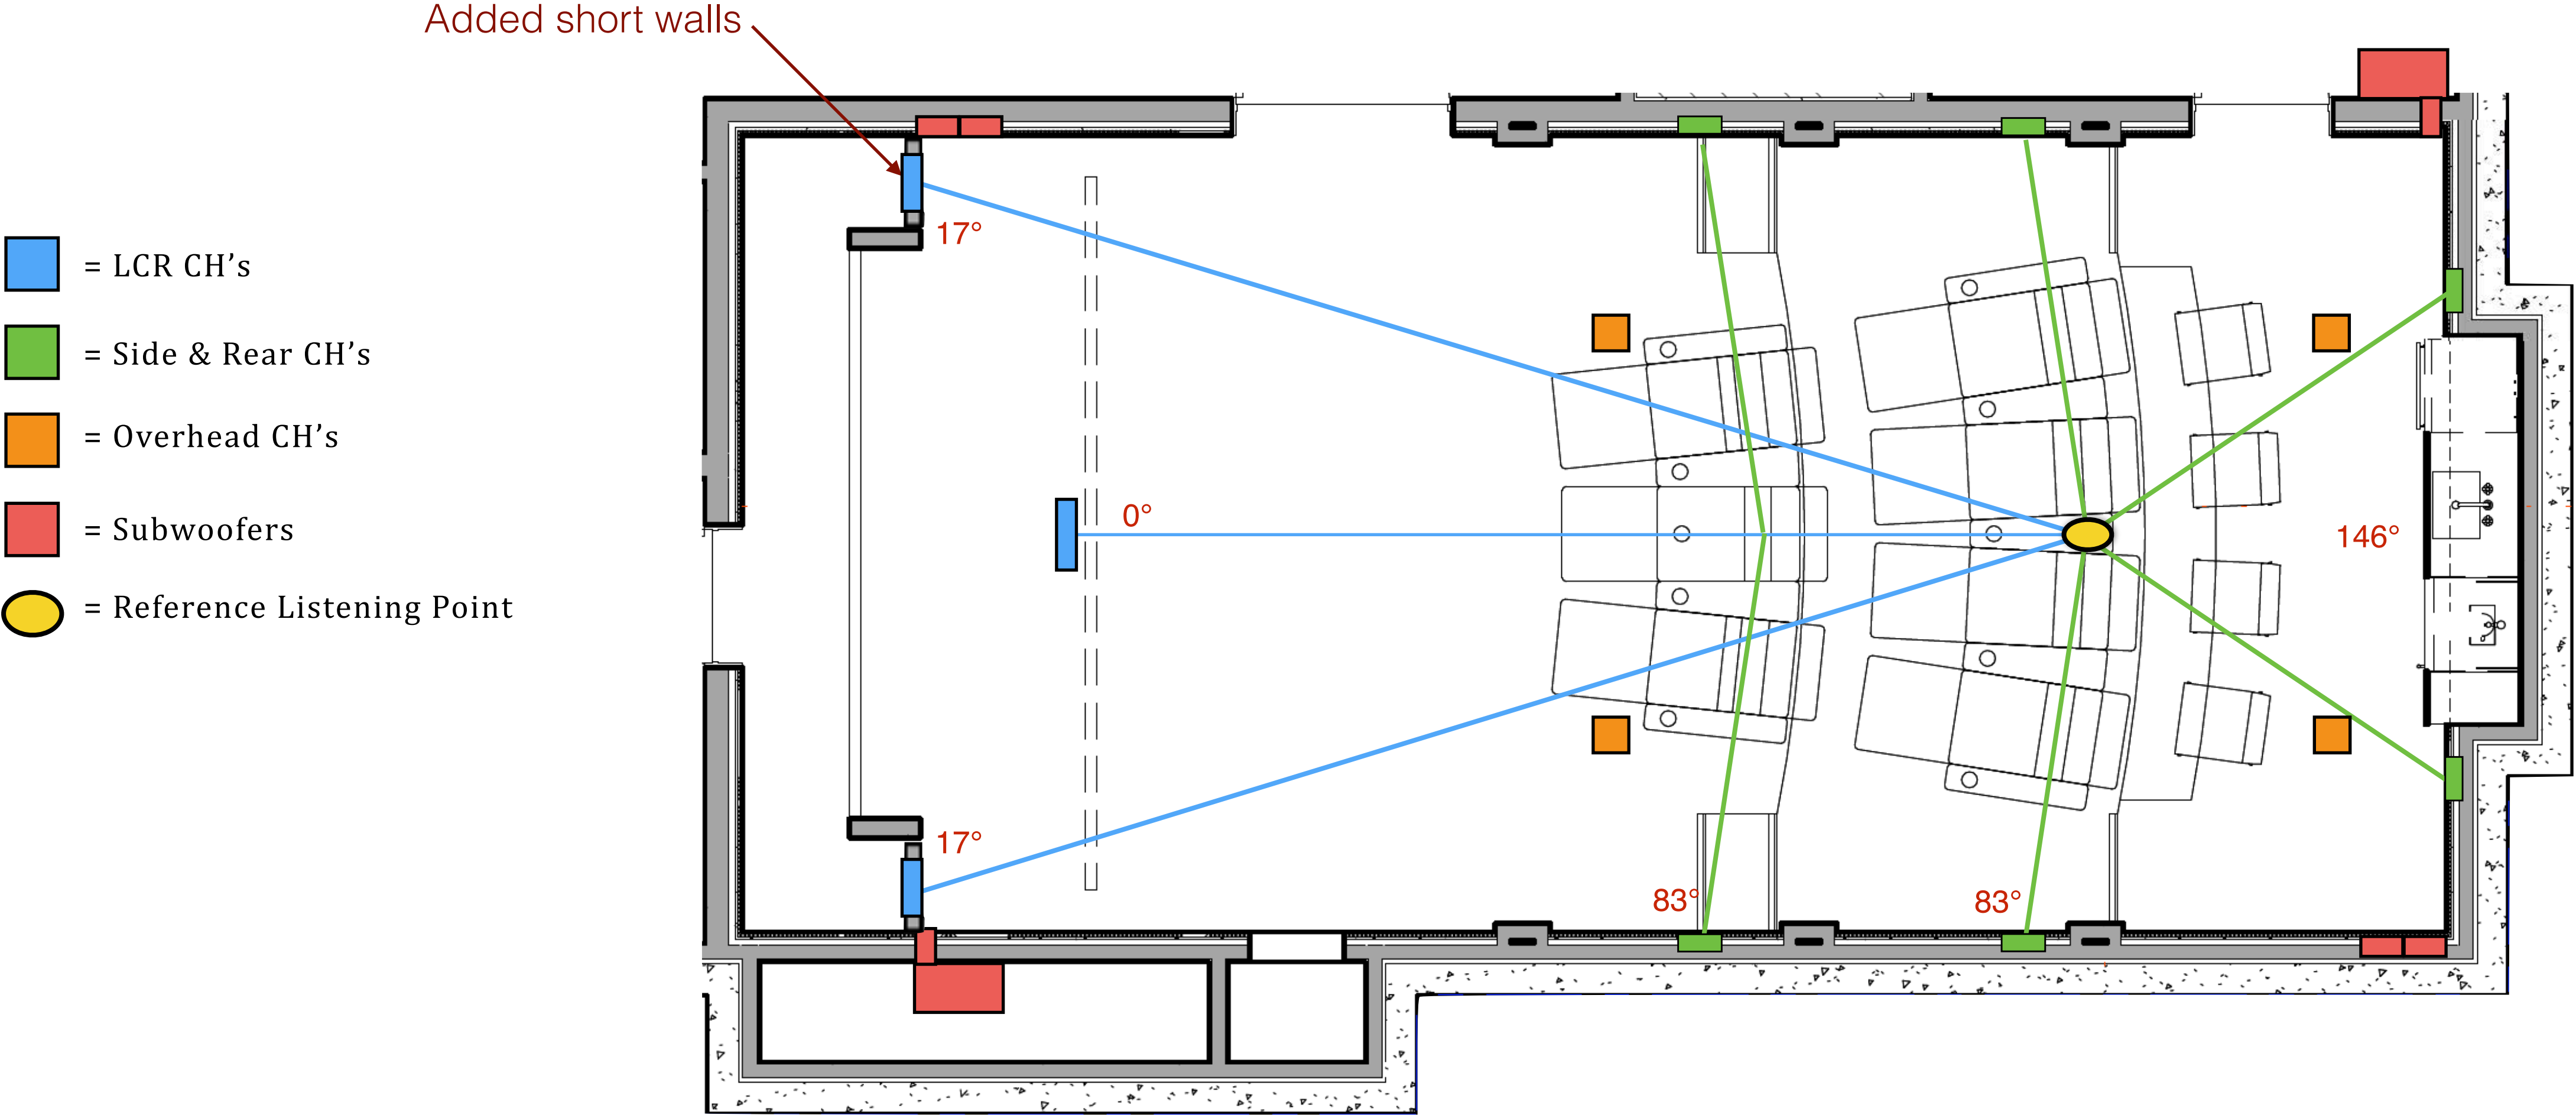 Added short walls
= LCR CH's
= Side & Rear CH's
= Overhead CH's
= Subwoofers
= Reference Listening Point
17°
0°
146°
17°
83°
83°